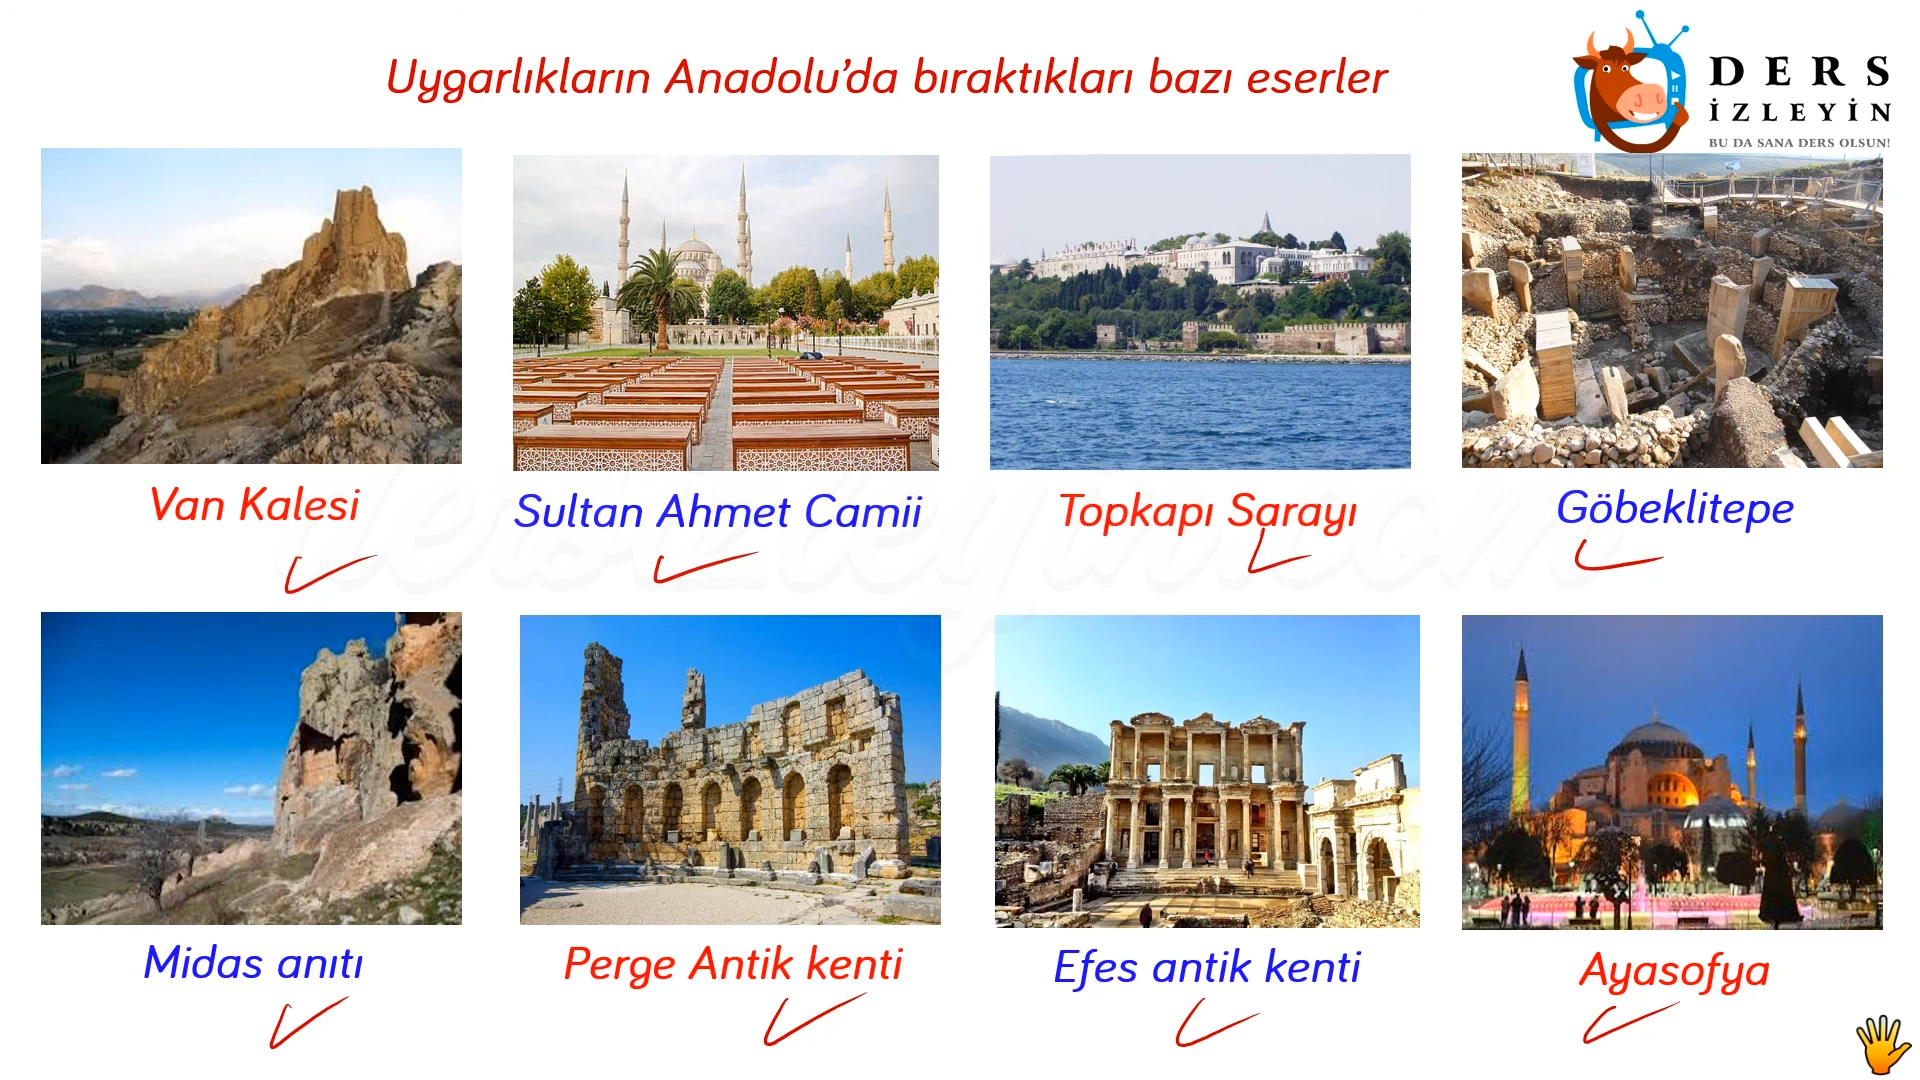 Uygarlıkların Anadolu'da bıraktıkları bazı eserler
DERS
İZLEYİN
BU DA SANA DERS OLSUN!
Van Kalesi
Sultan Ahmet Camii
Topkapı Sarayı
Göbeklitepe
Midas anıtı
Perge Antik kenti
Efes antik kenti
Ayasofya